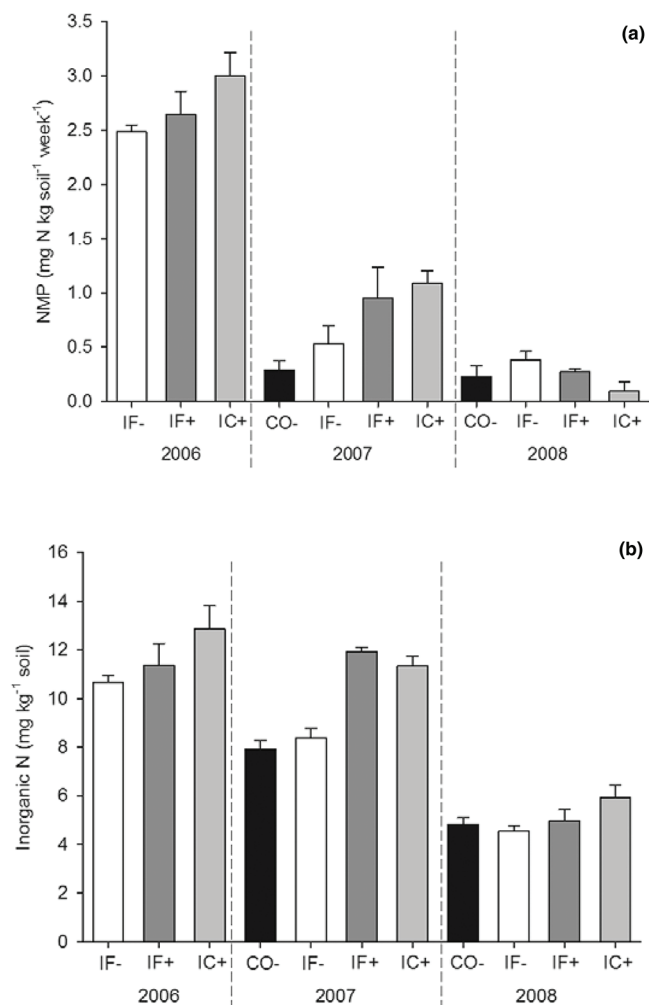 (a)
NMP (mg N kg soil⁻¹ week⁻¹)
3.5
3.0
2.5
2.0
1.5
1.0
0.5
0.0
IF- IF+ IC+ CO- IF- IF+ IC+ CO- IF- IF+ IC+
2006 2007 2008
(b)
Inorganic N (mg kg⁻¹ soil)
16
14
12
10
8
6
4
2
0
IF- IF+ IC+ CO- IF- IF+ IC+ CO- IF- IF+ IC+
2006 2007 2008